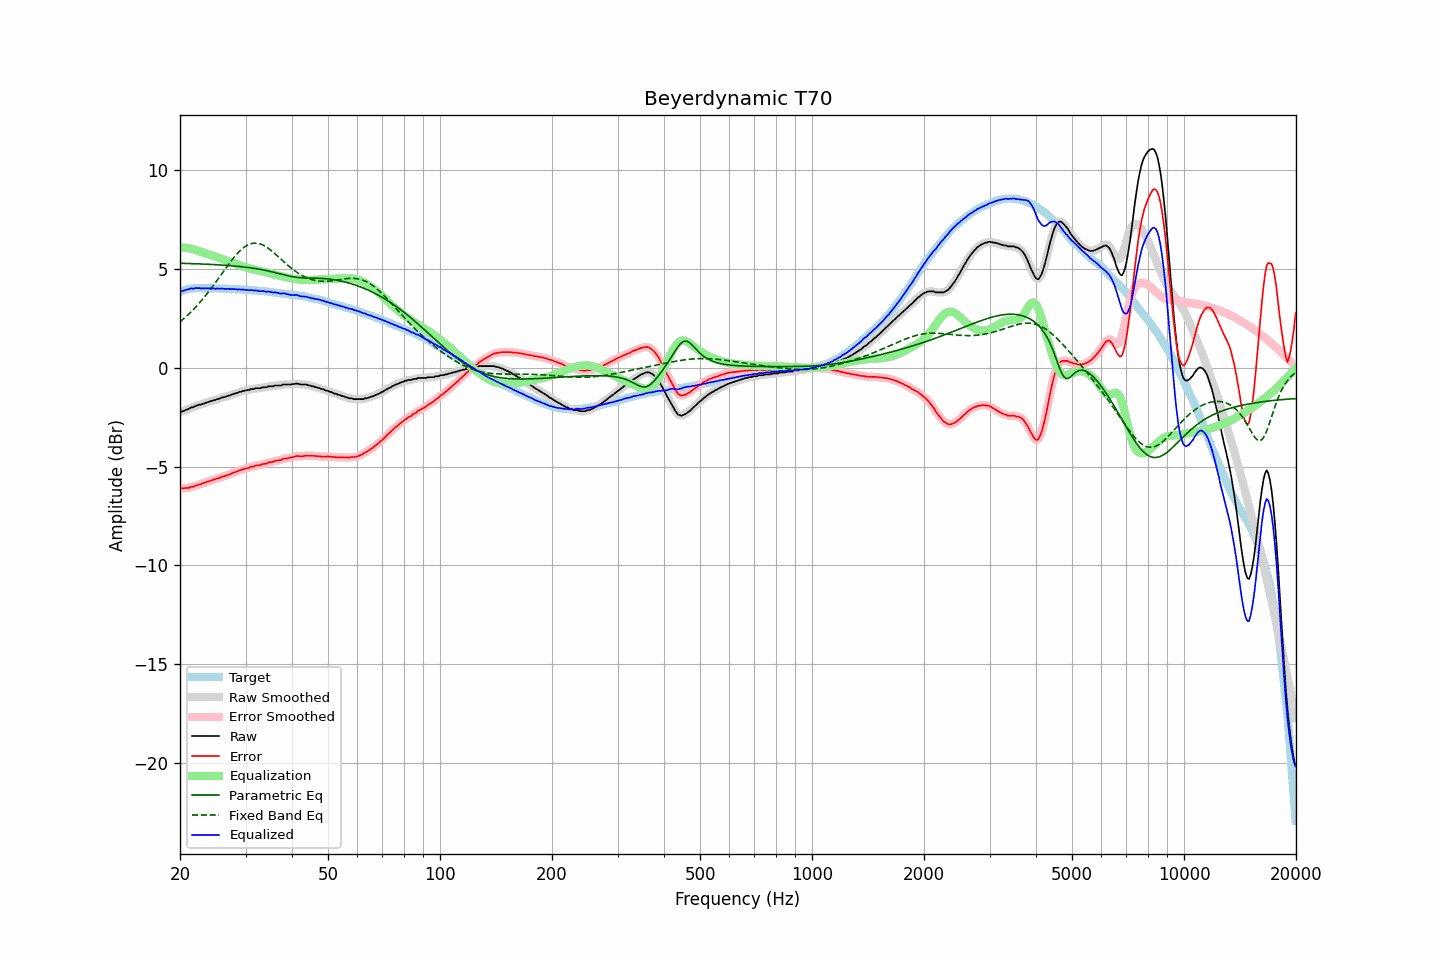 Beyerdynamic T70
Amplitude (dBr)
10
5
0
−5
−10
−15
−20
Target
Raw Smoothed
Error Smoothed
Raw
Error
Equalization
Parametric Eq
Fixed Band Eq
Equalized
20 50 100 200 500 1000 2000 5000 10000 20000
Frequency (Hz)